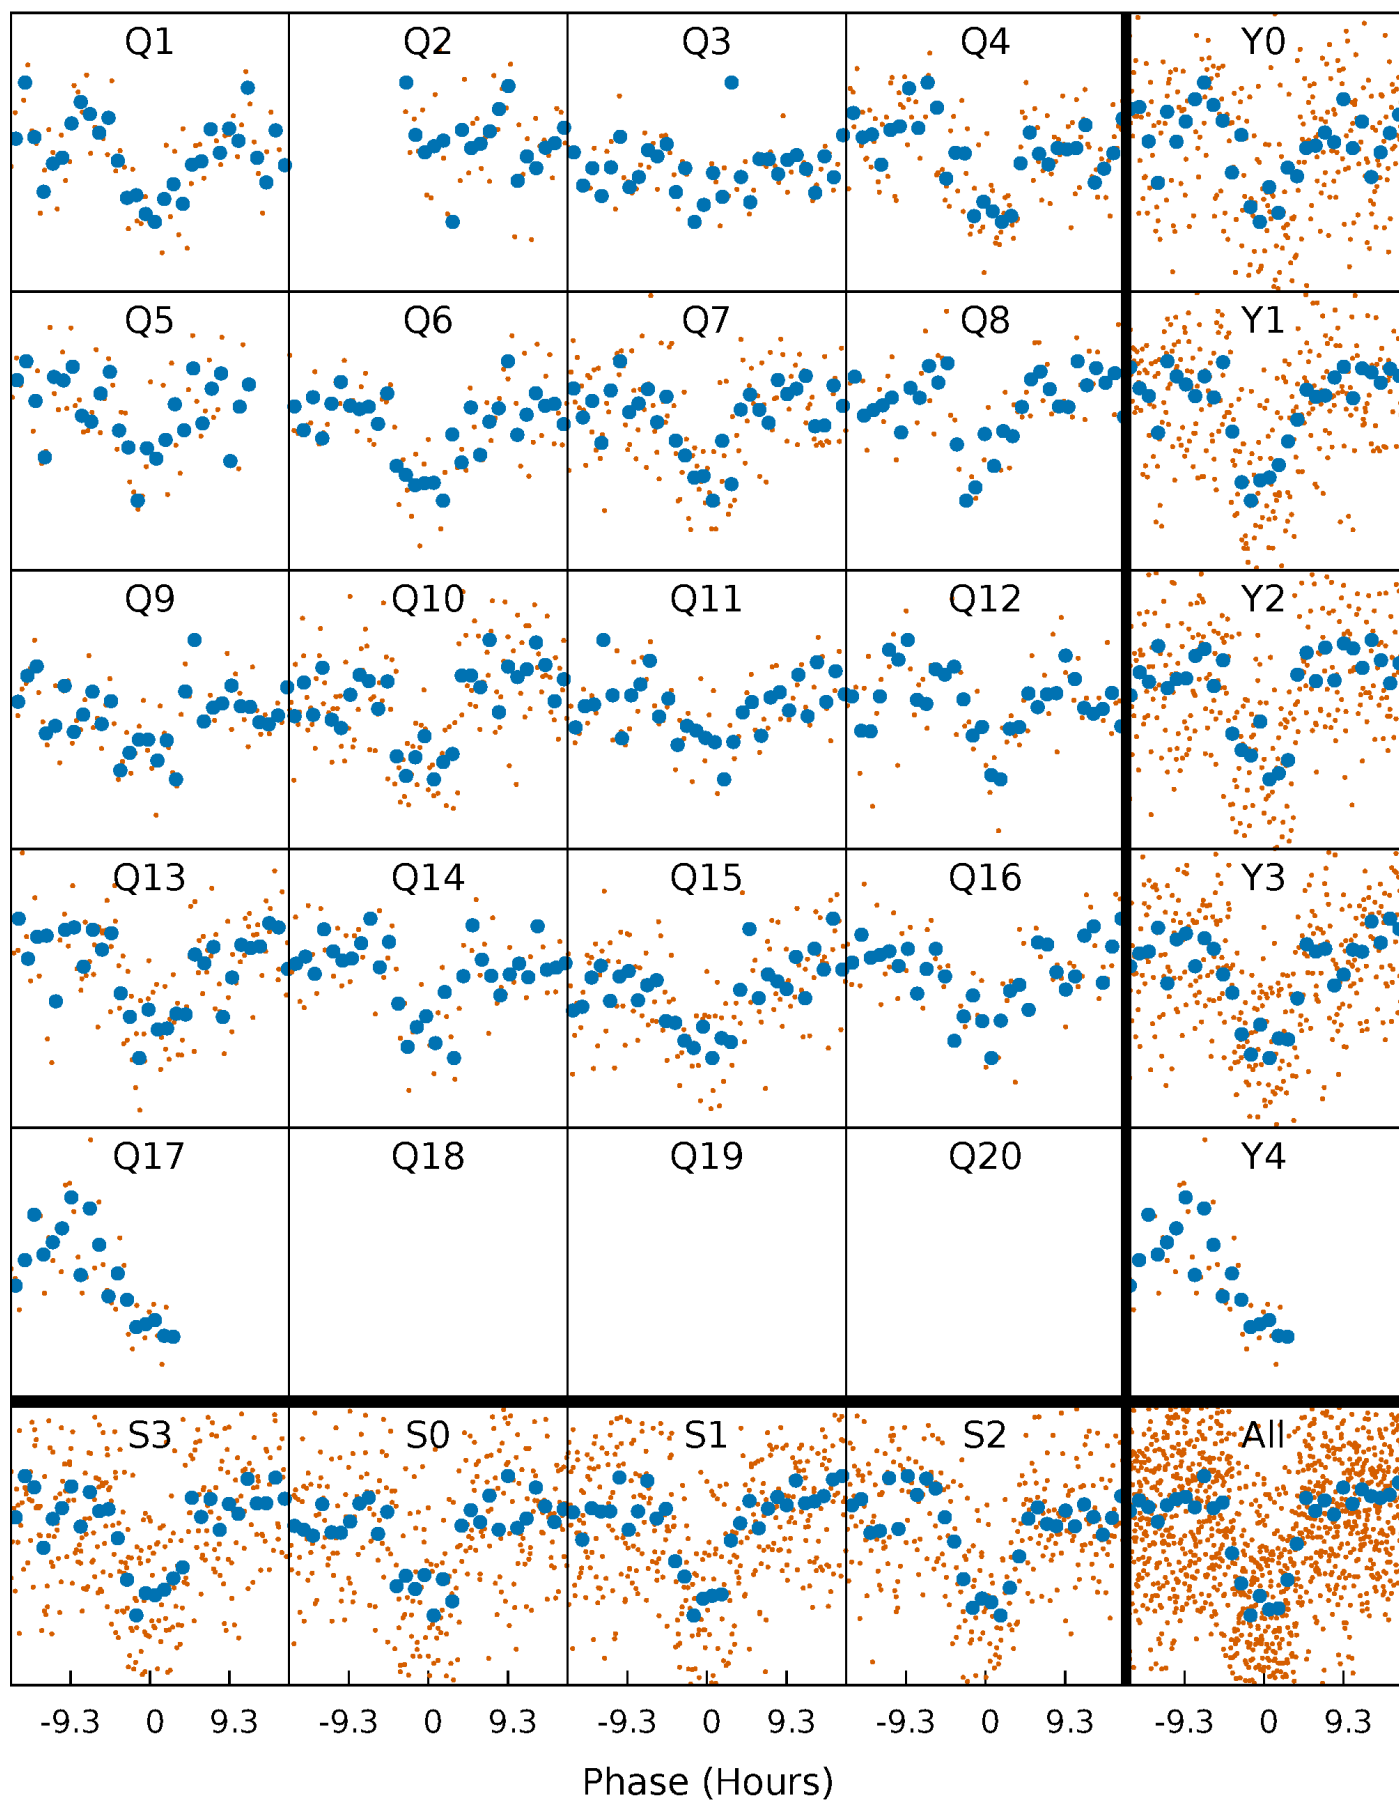 Q1 Q2 Q3 Q4 Y0
Q5 Q6 Q7 Q8 Y1
Q9 Q10 Q11 Q12 Y2
Q13 Q14 Q15 Q16 Y3
Q17 Q18 Q19 Q20 Y4
S3 S0 S1 S2 All
-9.3 0 9.3 -9.3 0 9.3 -9.3 0 9.3 -9.3 0 9.3 -9.3 0 9.3
Phase (Hours)